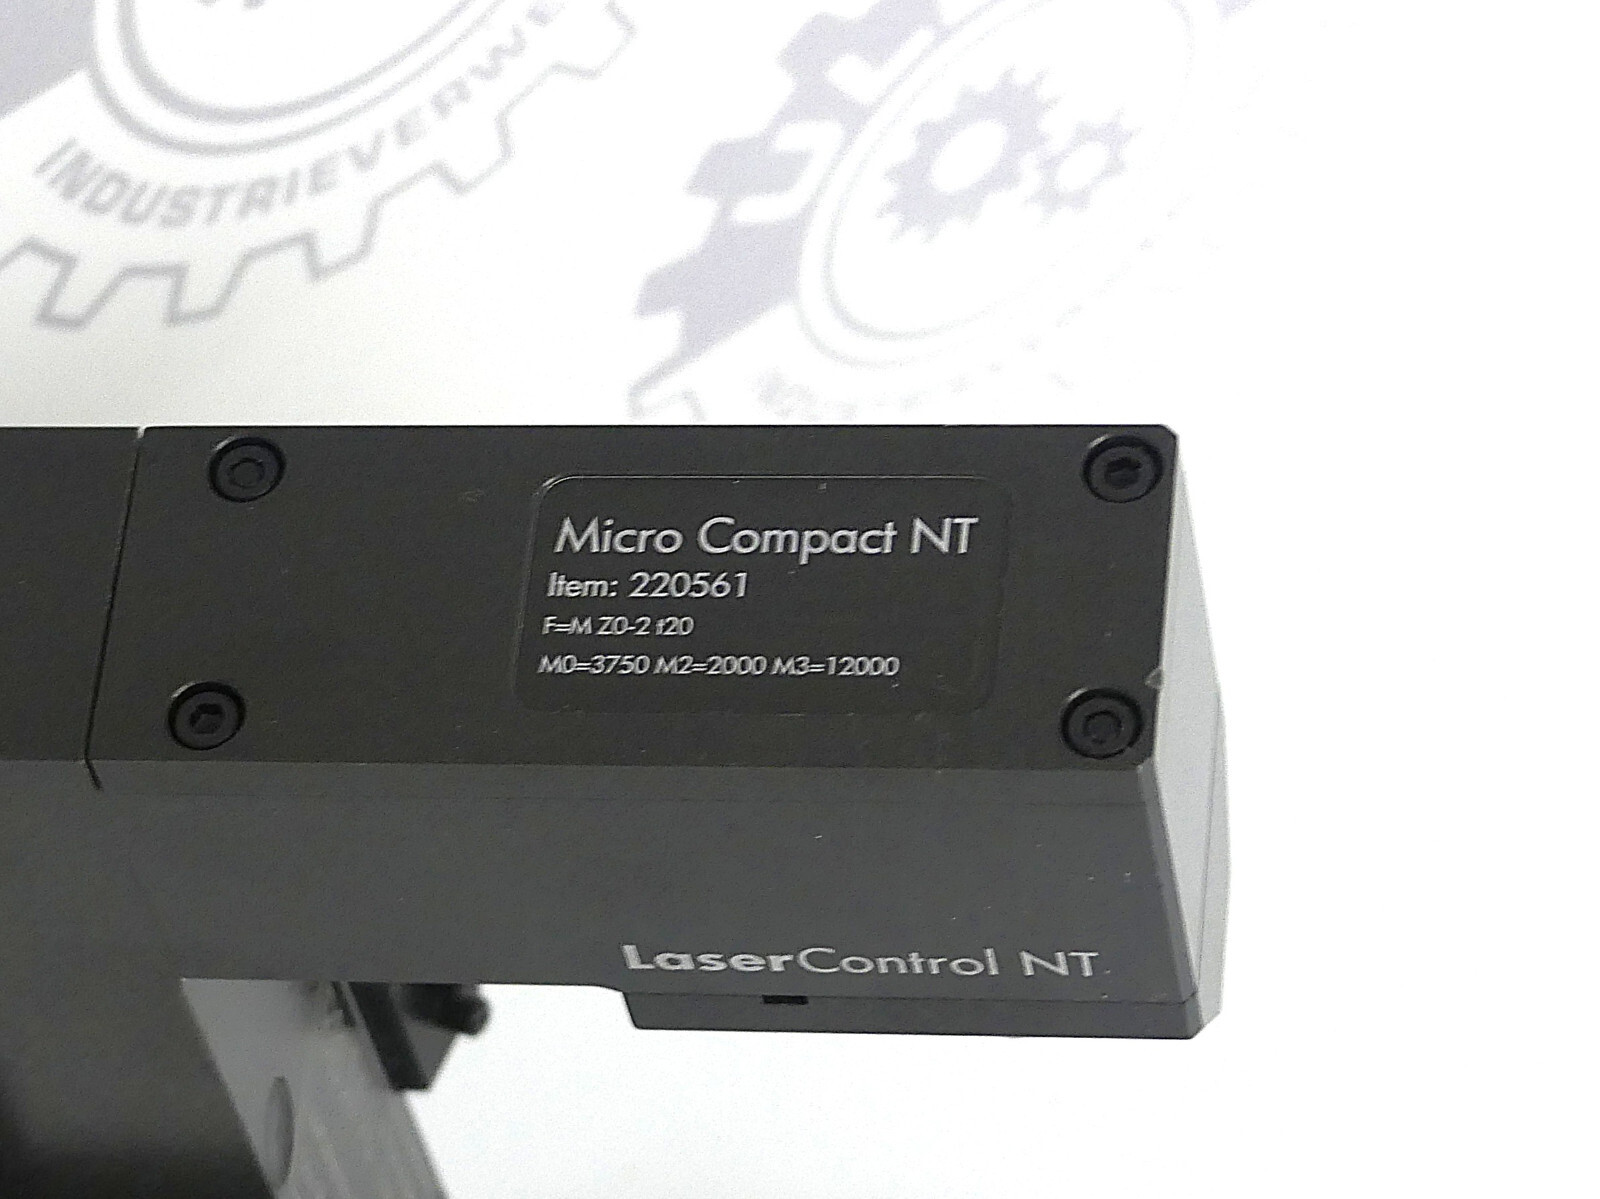 INDUSTRIEVERWE
Micro Compact NT
Item: 220561
F=M Z0-2 t20
M0=3750 M2=2000 M3=12000
LaserControl NT